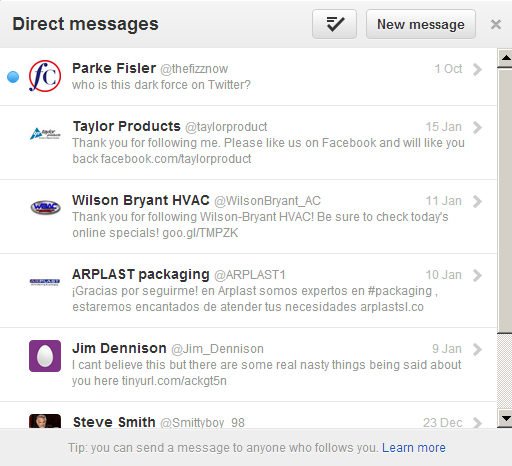 Direct messages
New message
Parke Fisler @thefizznow 1 Oct
who is this dark force on Twitter?
Taylor Products @taylorproduct 15 Jan
Thank you for following me. Please like us on Facebook and will like you
back facebook.com/taylorproduct
Wilson Bryant HVAC @WilsonBryant_AC 11 Jan
Thank you for following Wilson-Bryant HVAC! Be sure to check today's
online specials! goo.gl/TMPZK
ARPLAST packaging @ARPLAST1 10 Jan
¡Gracias por seguirme! en Arplast somos expertos en #packaging ,
estaremos encantados de atender tus necesidades arplastsl.co
Jim Dennison @Jim_Dennison 9 Jan
I cant believe this but there are some real nasty things being said about
you here tinyurl.com/ackgt5n
Steve Smith @Smittyboy_98 23 Dec
Tip: you can send a message to anyone who follows you. Learn more